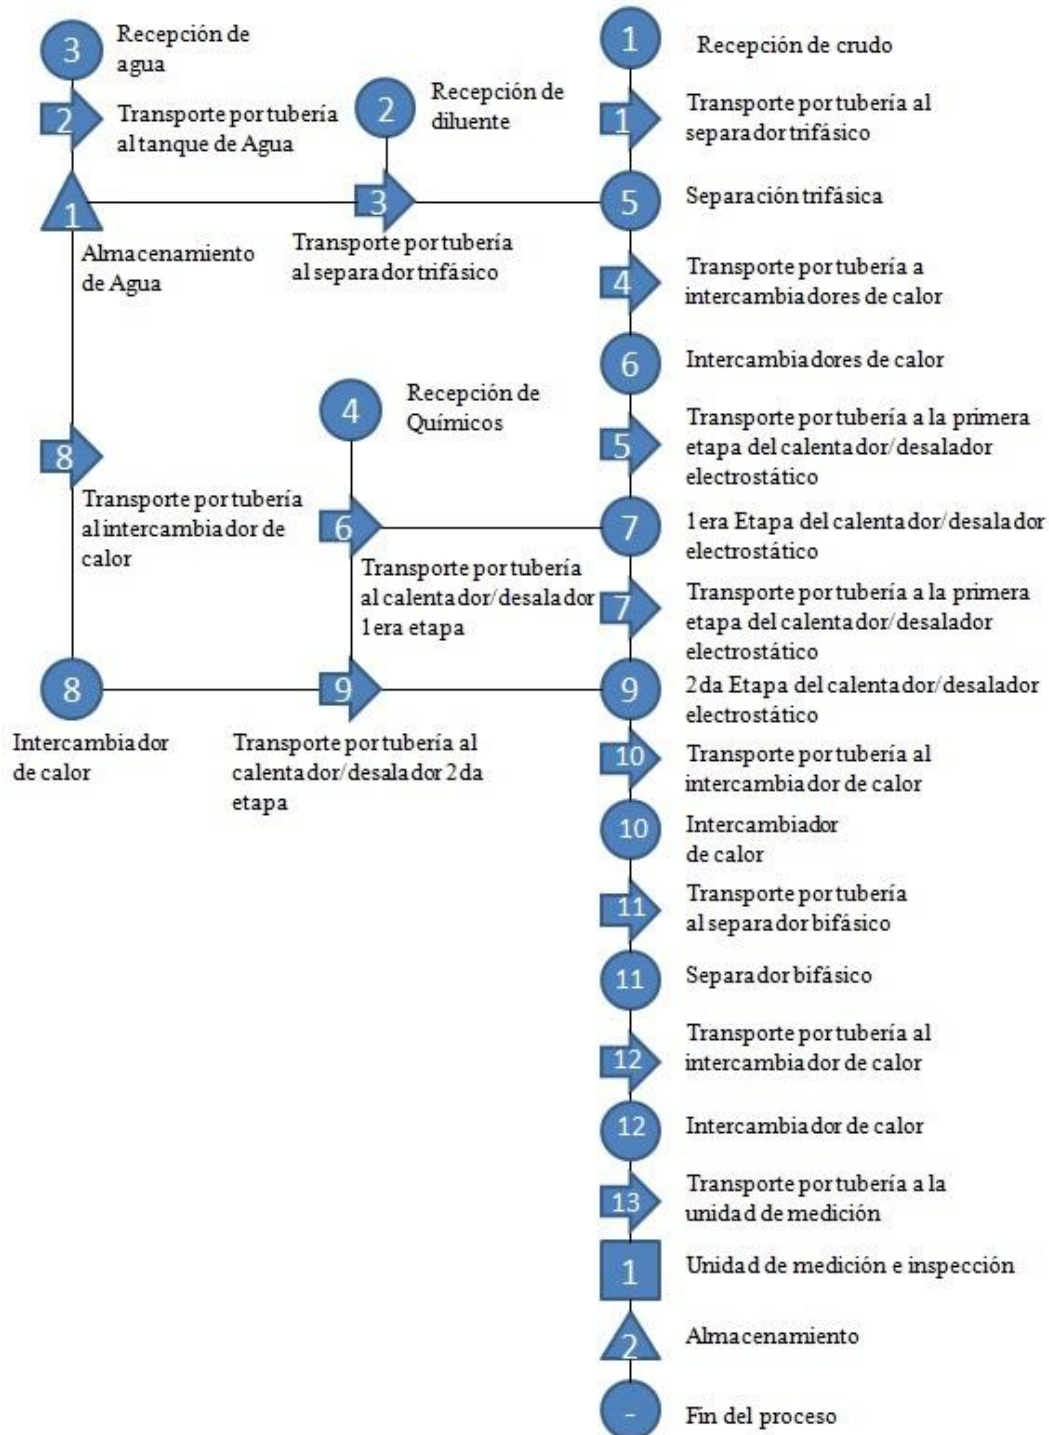 3
Recepción de
agua
2
Transporte por tubería
al tanque de Agua
1
Almacenamiento
de Agua
8
Transporte por tubería
al intercambiador de
calor
8
Intercambiador
de calor
2
Recepción de
diluente
3
Transporte por tubería
al separador trifásico
4
Recepción de
Químicos
6
Transporte por tubería
al calentador/desalador
1era etapa
9
Transporte por tubería al
calentador/desalador 2da
etapa
1
Recepción de crudo
1
Transporte por tubería al
separador trifásico
5
Separación trifásica
4
Transporte por tubería a
intercambiadores de calor
6
Intercambiadores de calor
5
Transporte por tubería a la primera
etapa del calentador/desalador
electrostático
7
1era Etapa del calentador/desalador
electrostático
7
Transporte por tubería a la primera
etapa del calentador/desalador
electrostático
9
2da Etapa del calentador/desalador
electrostático
10
Transporte por tubería al
intercambiador de calor
10
Intercambiador
de calor
11
Transporte por tubería
al separador bifásico
11
Separador bifásico
12
Transporte por tubería al
intercambiador de calor
12
Intercambiador de calor
13
Transporte por tubería a la
unidad de medición
1
Unidad de medición e inspección
2
Almacenamiento
-
Fin del proceso